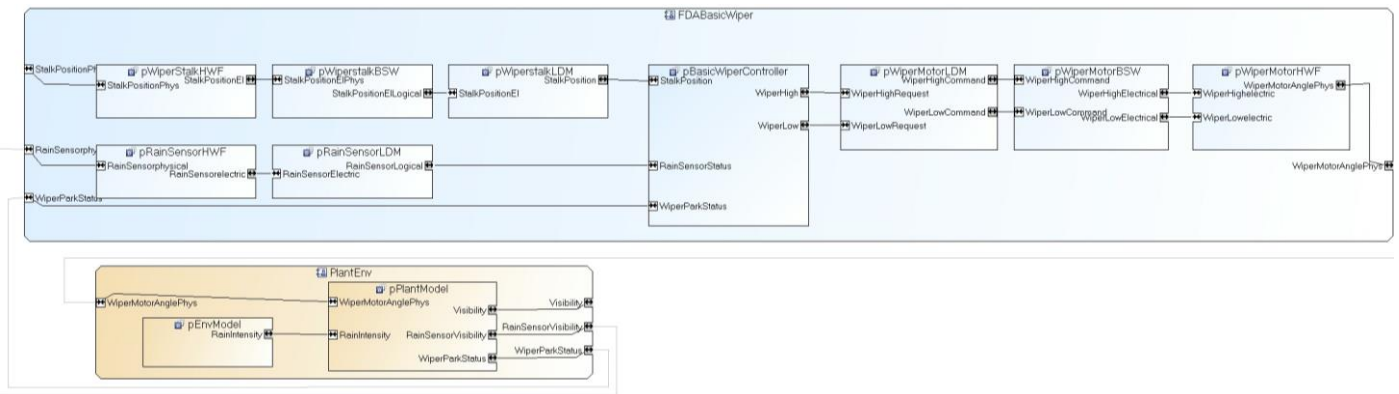 FDABasicWiper
StalkPositionPh
pWiperStalkHWF
StalkPositionEl
StalkPositionPhys
pWiperstalkBSW
StalkPositionElPhys
StalkPositionElLogical
pWiperstalkLDM
StalkPosition
StalkPositionEl
pBasicWiperController
StalkPosition
WiperHigh
WiperLow
RainSensorStatus
WiperParkStatus
pWiperMotorLDM
WiperHighCommand
WiperHighRequest
WiperLowCommand
WiperLowRequest
pWiperMotorBSW
WiperHighCommand
WiperHighElectrical
WiperLowCommand
WiperLowElectrical
pWiperMotorHWF
WiperMotorAnglePhys
WiperHighelectric
WiperLowelectric
RainSensorphy
pRainSensorHWF
RainSensorphysical
RainSensorelectric
pRainSensorLDM
RainSensorLogical
RainSensorElectric
WiperMotorAnglePhys
WiperParkStatus
PlantEnv
WiperMotorAnglePhys
pPlantModel
WiperMotorAnglePhys
Visibility
Visibility
pEnvModel
RainIntensity
RainIntensity
RainSensorVisibility
RainSensorVisibility
WiperParkStatus
WiperParkStatus